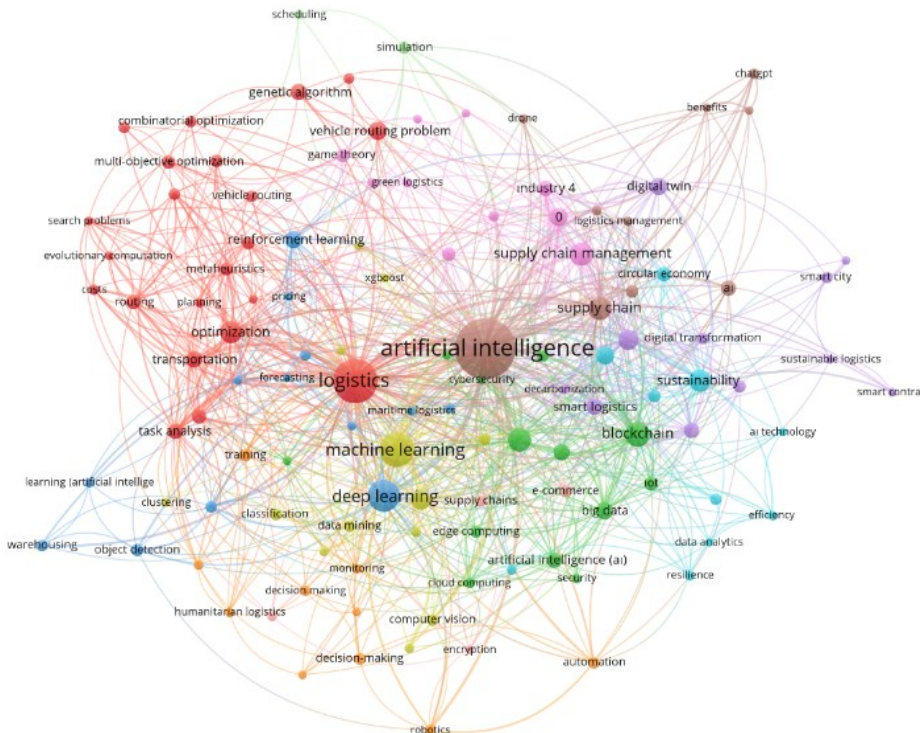 scheduling
simulation
chatgpt
genetic algorithm
benefits
combinatorial optimization
drone
vehicle routing problem
game theory
multi-objective optimization
green logistics
industry 4
digital twin
vehicle routing
0
search problems
logistics management
reinforcement learning
evolutionary computation
supply chain management
metaheuristics
circular economy
xgboost
smart city
costs
pricing
ai
routing
planning
supply chain
optimization
digital transformation
artificial intelligence
transportation
sustainable logistics
forecasting
logistics
cybersecurity
sustainability
decarbonization
smart contra
maritime logistics
smart logistics
task analysis
blockchain
ai technology
machine learning
training
learning (artificial intellige
iot
e-commerce
deep learning
supply chains
clustering
classification
big data
efficiency
data mining
edge computing
warehousing
data analytics
object detection
artificial intelligence (ai)
monitoring
security
resilience
cloud computing
decision making
humanitarian logistics
computer vision
encryption
decision-making
automation
robotics